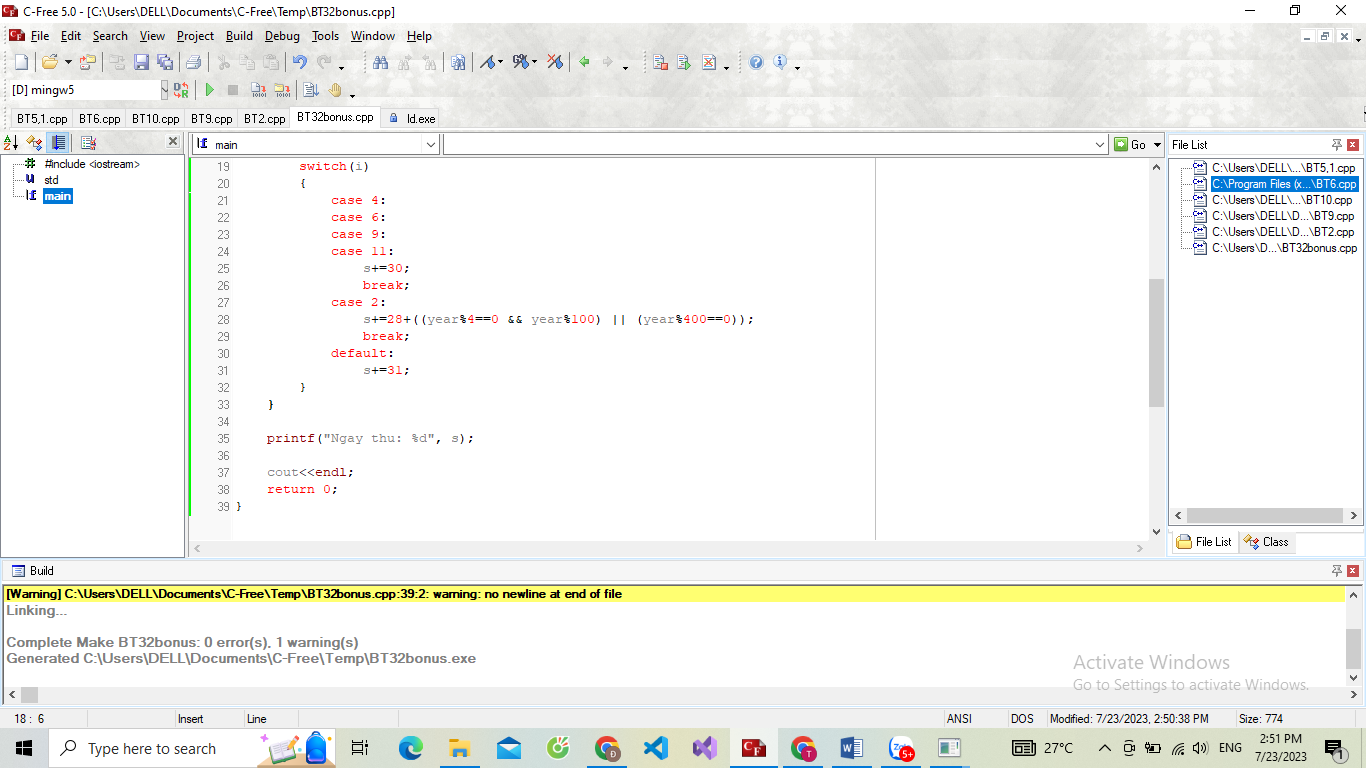 C-Free 5.0 - [C:\Users\DELL\Documents\C-Free\Temp\BT32bonus.cpp]
File Edit Search View Project Build Debug Tools Window Help
[D] mingw5
BT5,1.cpp BT6.cpp BT10.cpp BT9.cpp BT2.cpp BT32bonus.cpp ld.exe
main
Go
File List
#include <iostream>
std
main
19 switch(i)
20 {
21 case 4:
22 case 6:
23 case 9:
24 case 11:
25 s+=30;
26 break;
27 case 2:
28 s+=28+((year%4==0 && year%100) || (year%400==0));
29 break;
30 default:
31 s+=31;
32 }
33 }
34
35 printf("Ngay thu: %d", s);
36
37 cout<<endl;
38 return 0;
39 }
C:\Users\DELL\...\BT5,1.cpp
C:\Program Files (x...\BT6.cpp
C:\Users\DELL\...\BT10.cpp
C:\Users\DELL\D...\BT9.cpp
C:\Users\DELL\D...\BT2.cpp
C:\Users\D...\BT32bonus.cpp
File List Class
Build
[Warning] C:\Users\DELL\Documents\C-Free\Temp\BT32bonus.cpp:39:2: warning: no newline at end of file
Linking...
Complete Make BT32bonus: 0 error(s), 1 warning(s)
Generated C:\Users\DELL\Documents\C-Free\Temp\BT32bonus.exe
Activate Windows
Go to Settings to activate Windows.
18 : 6 Insert Line ANSI DOS Modified: 7/23/2023, 2:50:38 PM Size: 774
Type here to search
27°C ENG
2:51 PM
7/23/2023